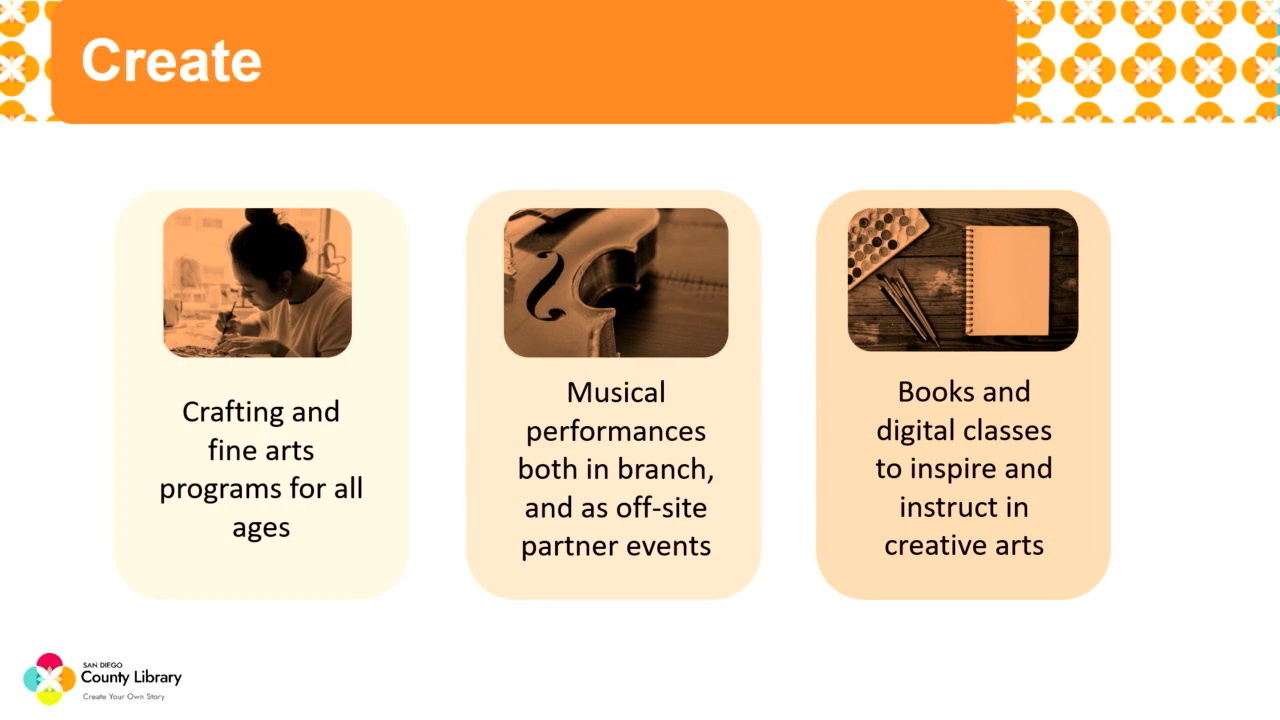 Create
Crafting and
fine arts
programs for all
ages
Musical
performances
both in branch,
and as off-site
partner events
Books and
digital classes
to inspire and
instruct in
creative arts
SAN DIEGO
County Library
Create Your Own Story